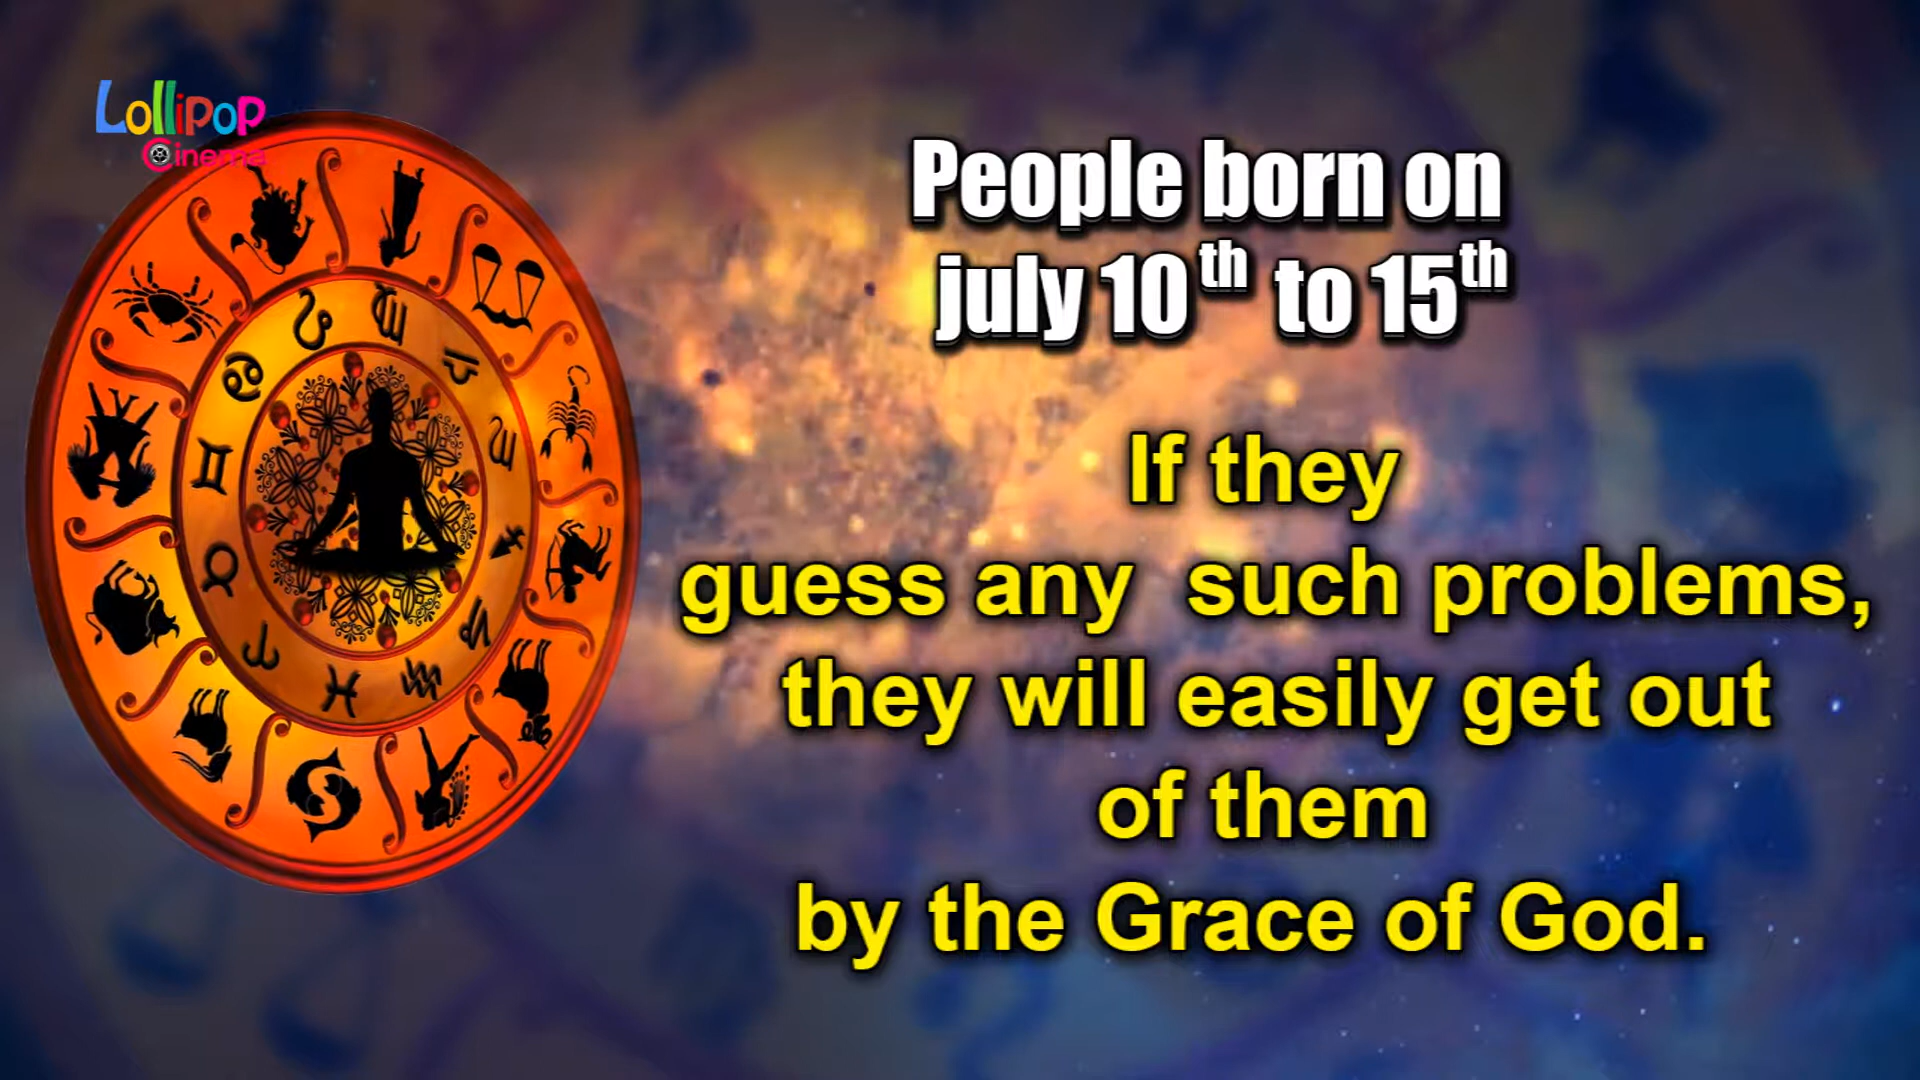 Lollipop
Cinema
People born on
july 10th to 15th
If they
guess any such problems,
they will easily get out
of them
by the Grace of God.